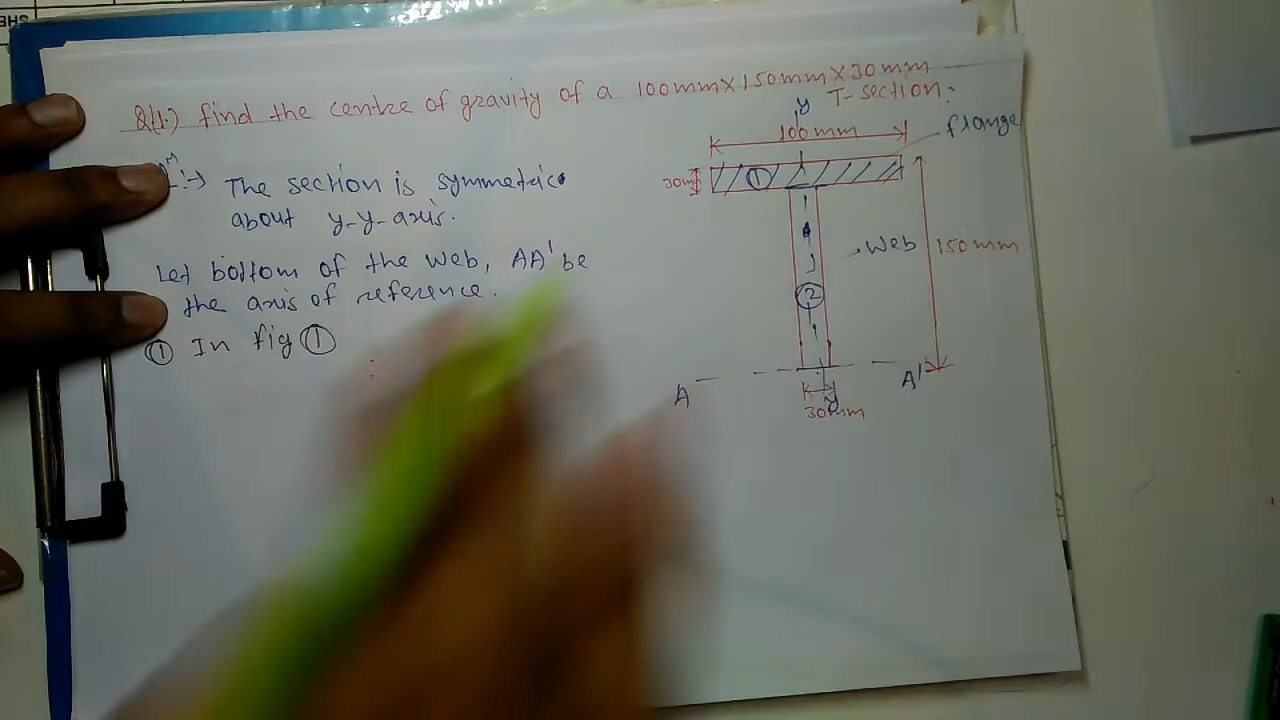 Q(1.) find the centre of gravity of a 100mm×150mm×30mm
T-section.
:→ The section is symmetric
about y-y-axis.
Let bottom of the web, AA' be
the axis of reference.
① In fig ①
y
100mm
flange
30mm
①
Web
150mm
②
A
A'
y
30mm